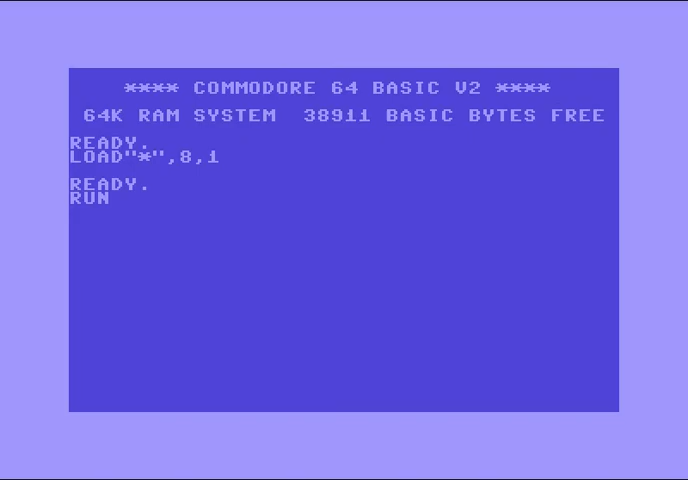 **** COMMODORE 64 BASIC V2 ****
64K RAM SYSTEM  38911 BASIC BYTES FREE
READY.
LOAD"*",8,1
READY.
RUN